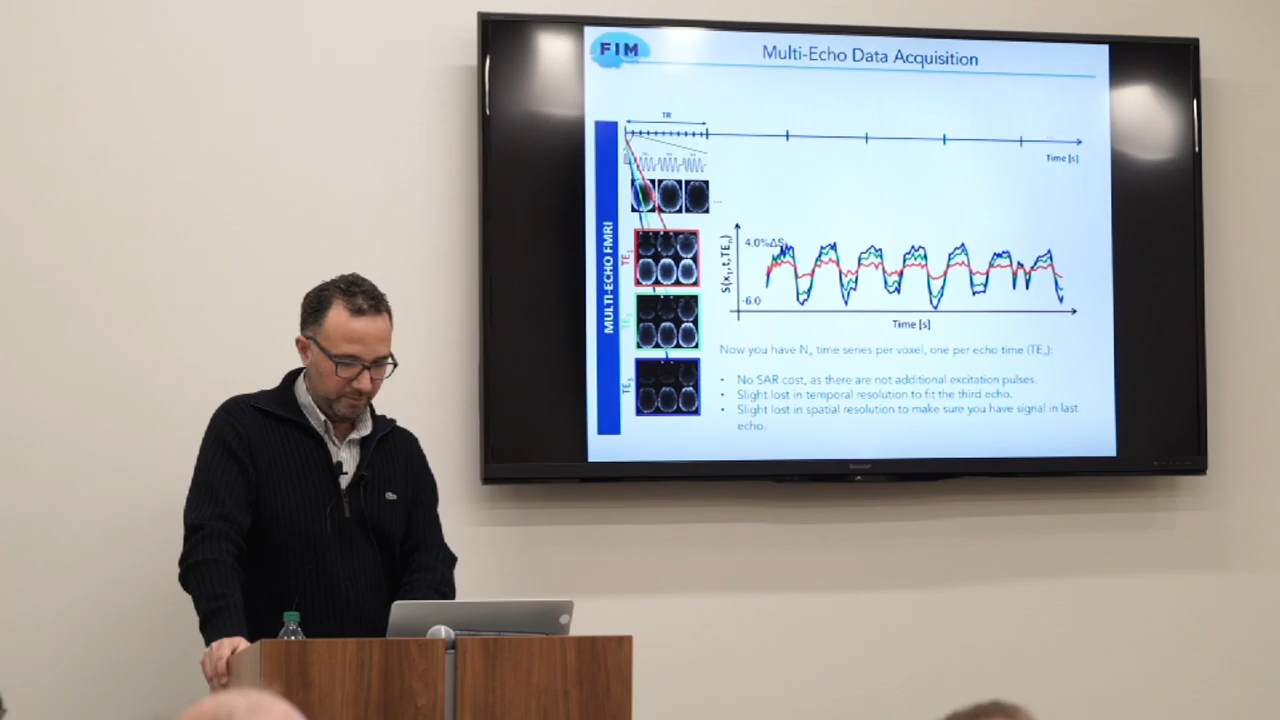 FIM
Multi-Echo Data Acquisition
TR
Time [s]
...
MULTI-ECHO FMRI
TE₁
TE₃
S(x₁,t,TEₙ)
4.0%ΔS
-6.0
Time [s]
Now you have Nₑ time series per voxel, one per echo time (TEₙ):
• No SAR cost, as there are not additional excitation pulses.
• Slight lost in temporal resolution to fit the third echo.
• Slight lost in spatial resolution to make sure you have signal in last
echo.
SHARP